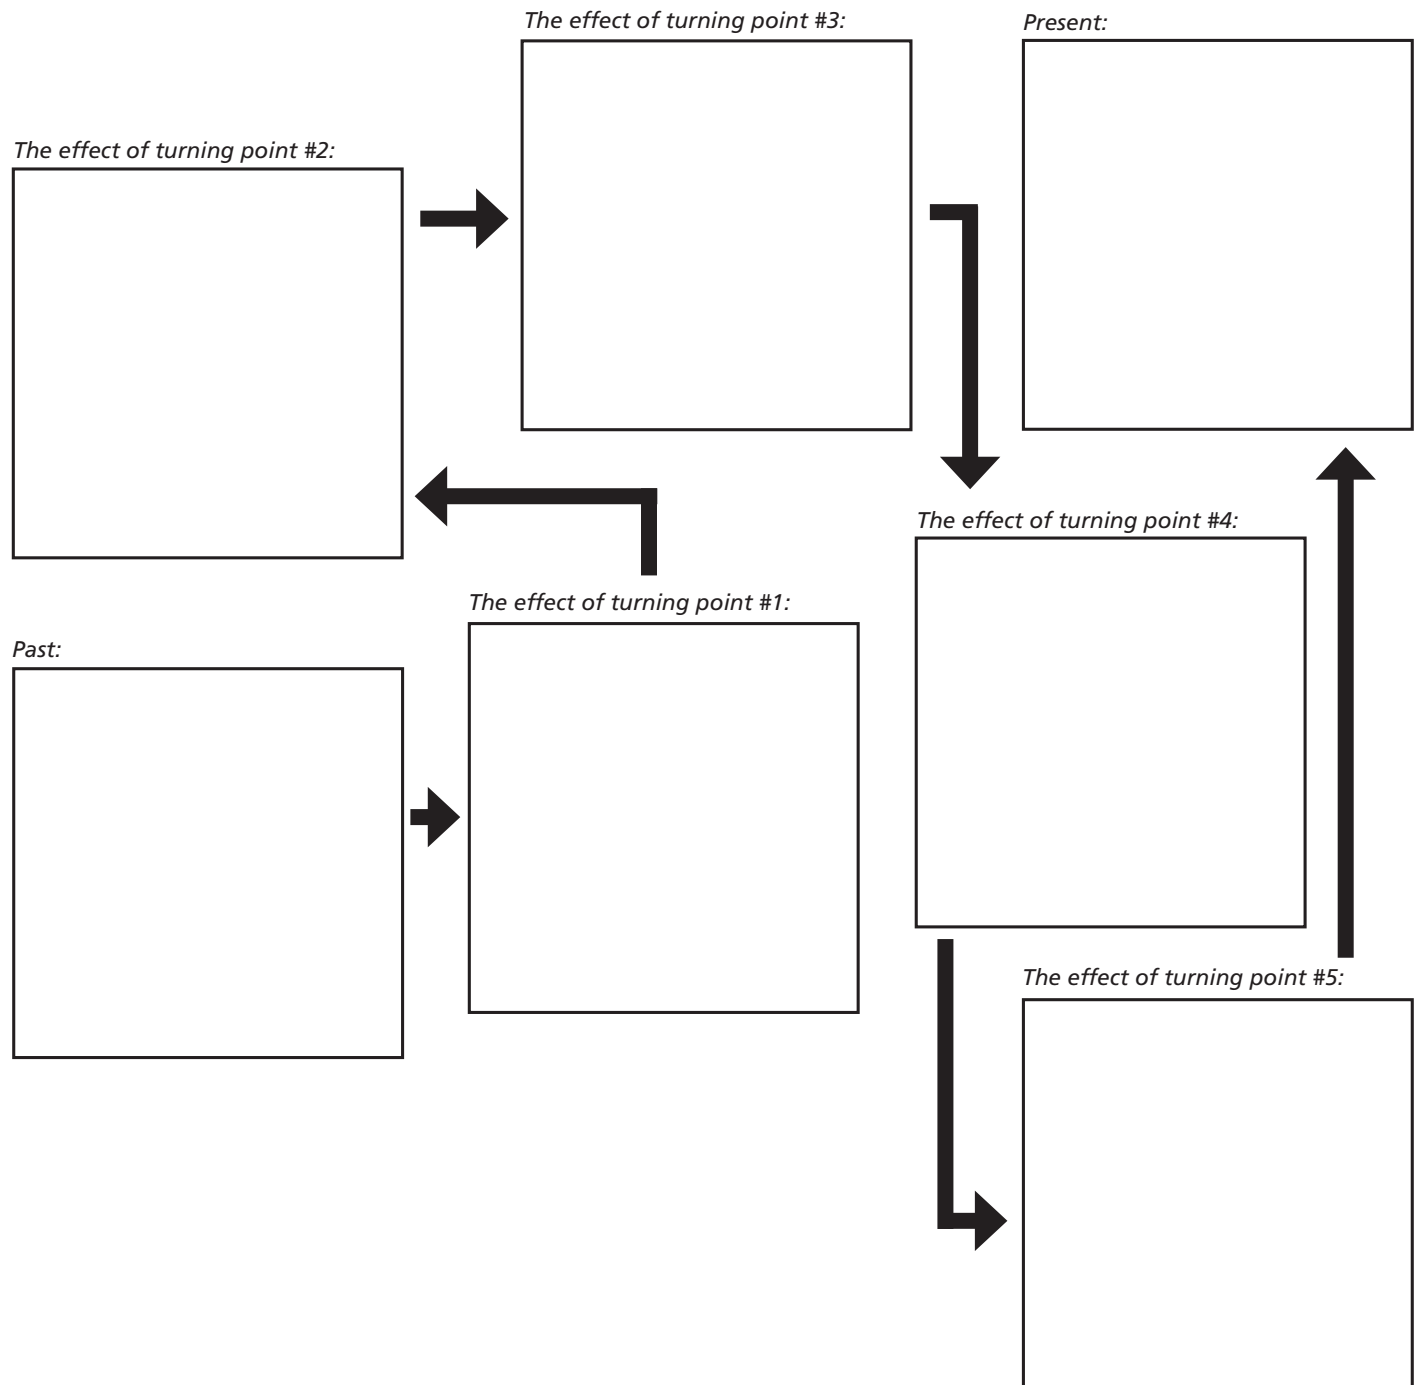 The effect of turning point #3:
Present:
The effect of turning point #2:
The effect of turning point #4:
The effect of turning point #1:
Past:
The effect of turning point #5: